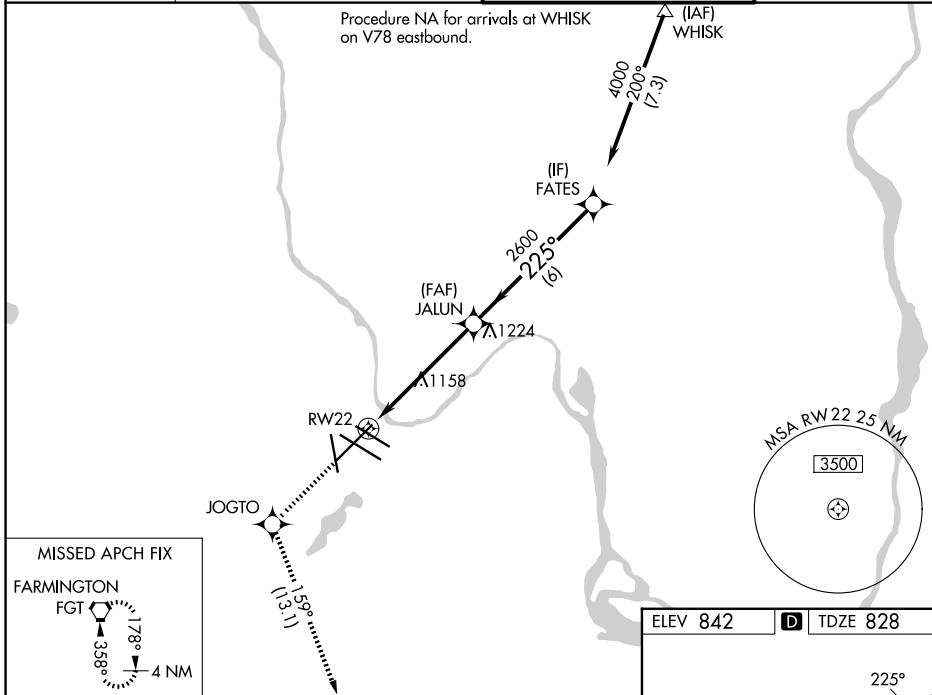 Procedure NA for arrivals at WHISK
on V78 eastbound.
(IAF)
WHISK
4000
200°
(7.3)
(IF)
FATES
2600
225°
(6)
(FAF)
JALUN
1224
1158
RW22
MSA RW 22 25 NM
3500
JOGTO
159°
(13.1)
MISSED APCH FIX
FARMINGTON
FGT
178°
358°
4 NM
ELEV 842 D TDZE 828
225°